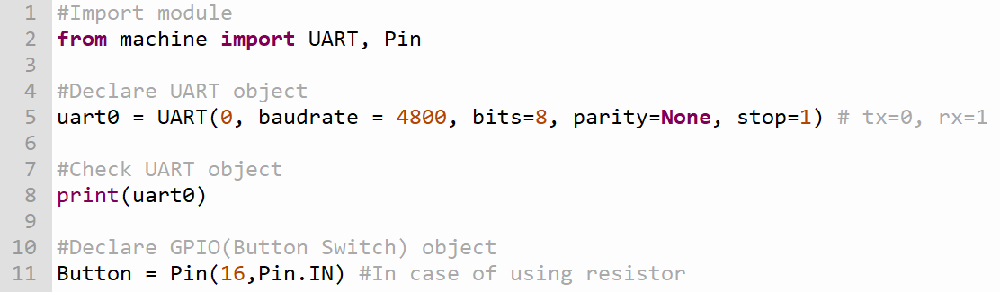 1 #Import module
2 from machine import UART, Pin
3
4 #Declare UART object
5 uart0 = UART(0, baudrate = 4800, bits=8, parity=None, stop=1) # tx=0, rx=1
6
7 #Check UART object
8 print(uart0)
9
10 #Declare GPIO(Button Switch) object
11 Button = Pin(16,Pin.IN) #In case of using resistor